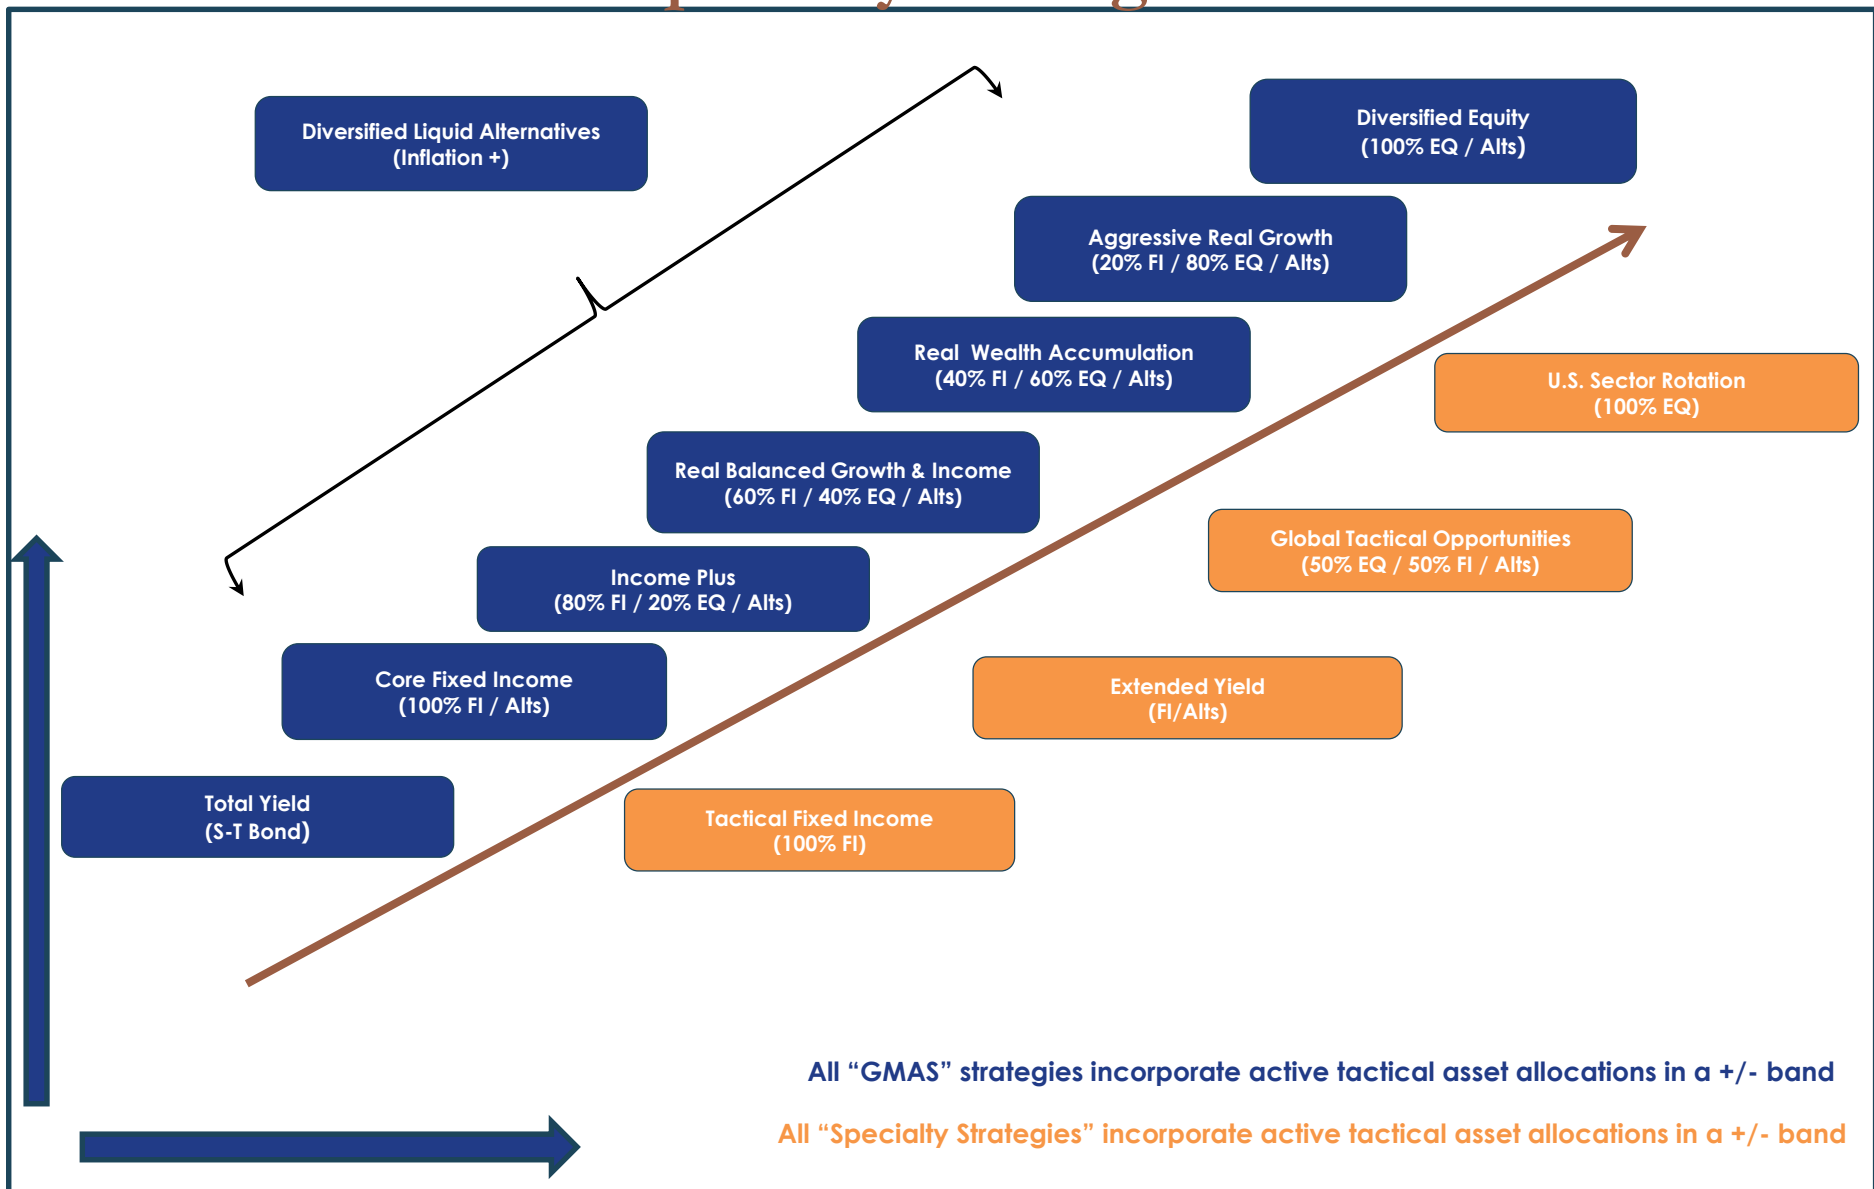 Diversified Liquid Alternatives
(Inflation +)
Diversified Equity
(100% EQ / Alts)
Aggressive Real Growth
(20% FI / 80% EQ / Alts)
Real Wealth Accumulation
(40% FI / 60% EQ / Alts)
U.S. Sector Rotation
(100% EQ)
Real Balanced Growth & Income
(60% FI / 40% EQ / Alts)
Global Tactical Opportunities
(50% EQ / 50% FI / Alts)
Income Plus
(80% FI / 20% EQ / Alts)
Core Fixed Income
(100% FI / Alts)
Extended Yield
(FI/Alts)
Total Yield
(S-T Bond)
Tactical Fixed Income
(100% FI)
All “GMAS” strategies incorporate active tactical asset allocations in a +/- band
All “Specialty Strategies” incorporate active tactical asset allocations in a +/- band